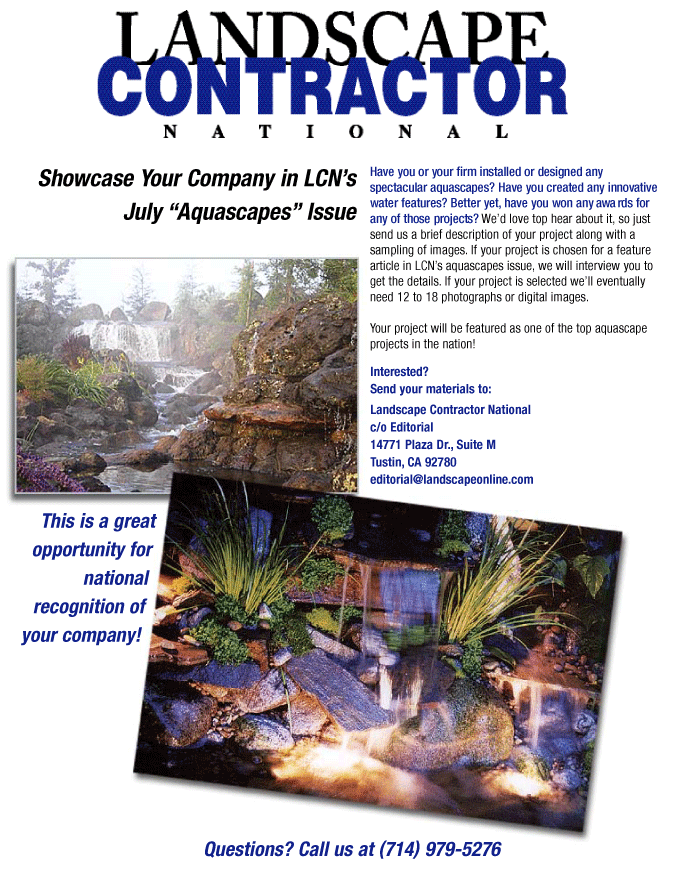 LANDSCAPE
CONTRACTOR
NATIONAL
Showcase Your Company in LCN's
July “Aquascapes” Issue
Have you or your firm installed or designed any
spectacular aquascapes? Have you created any innovative
water features? Better yet, have you won any awards for
any of those projects? We'd love top hear about it, so just
send us a brief description of your project along with a
sampling of images. If your project is chosen for a feature
article in LCN's aquascapes issue, we will interview you to
get the details. If your project is selected we'll eventually
need 12 to 18 photographs or digital images.
Your project will be featured as one of the top aquascape
projects in the nation!
Interested?
Send your materials to:
Landscape Contractor National
c/o Editorial
14771 Plaza Dr., Suite M
Tustin, CA 92780
editorial@landscapeonline.com
This is a great
opportunity for
national
recognition of
your company!
Questions? Call us at (714) 979-5276